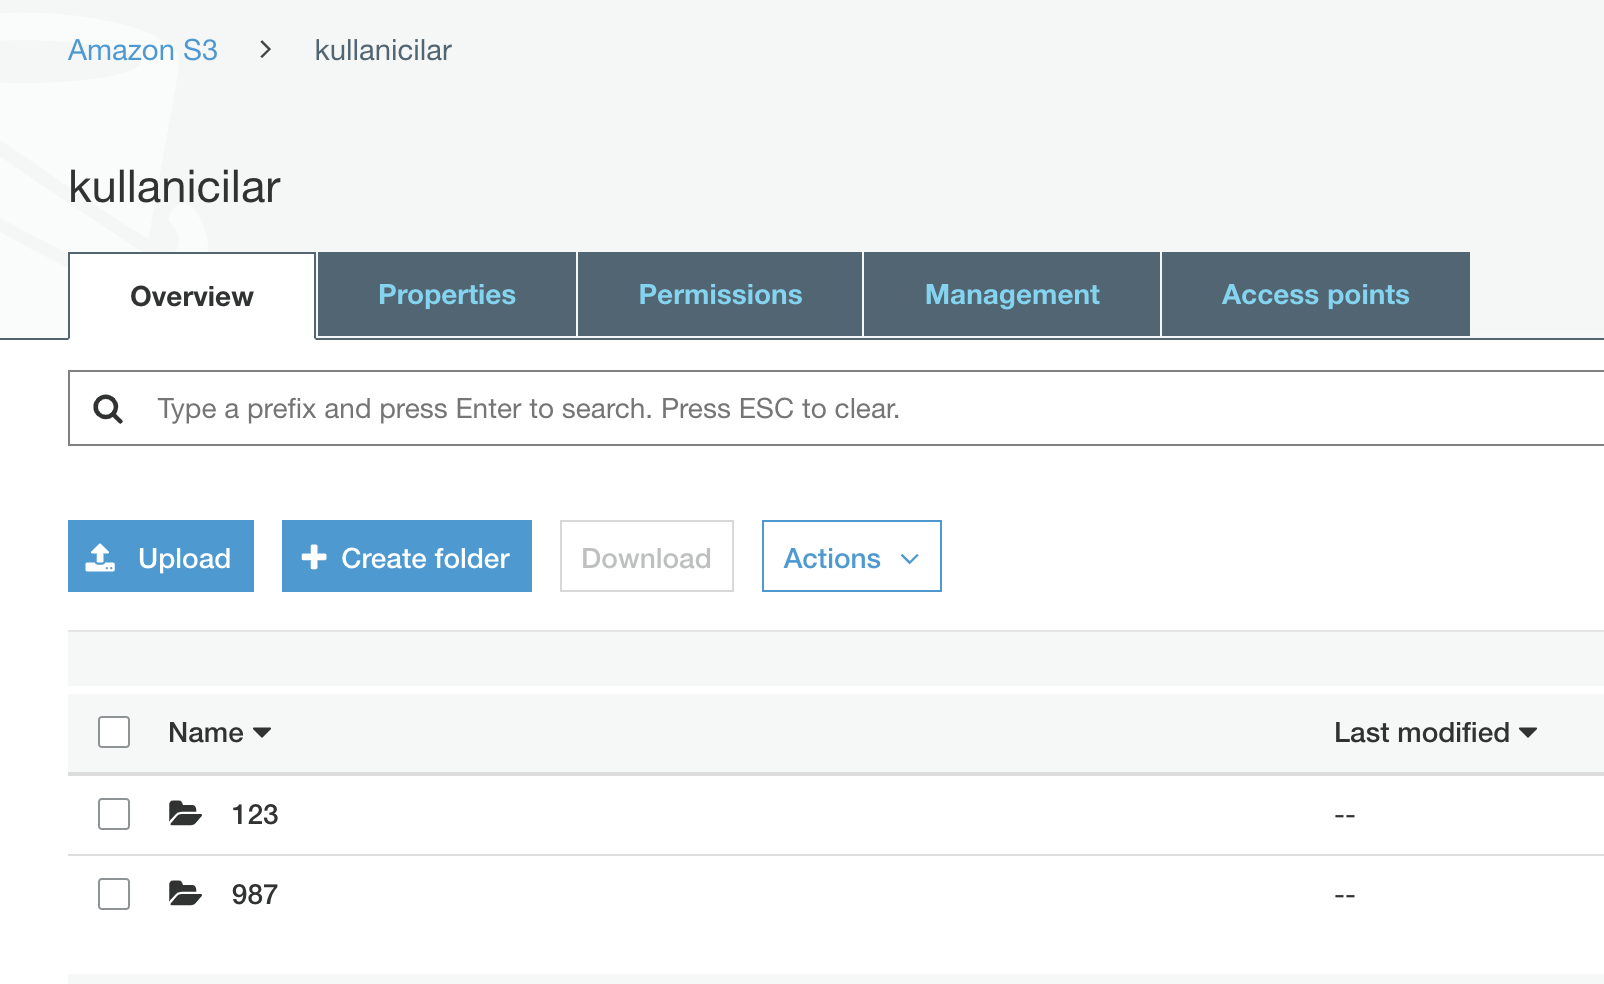 Amazon S3 > kullanicilar
kullanicilar
Overview Properties Permissions Management Access points
Type a prefix and press Enter to search. Press ESC to clear.
Upload Create folder Download Actions
Name Last modified
123 --
987 --